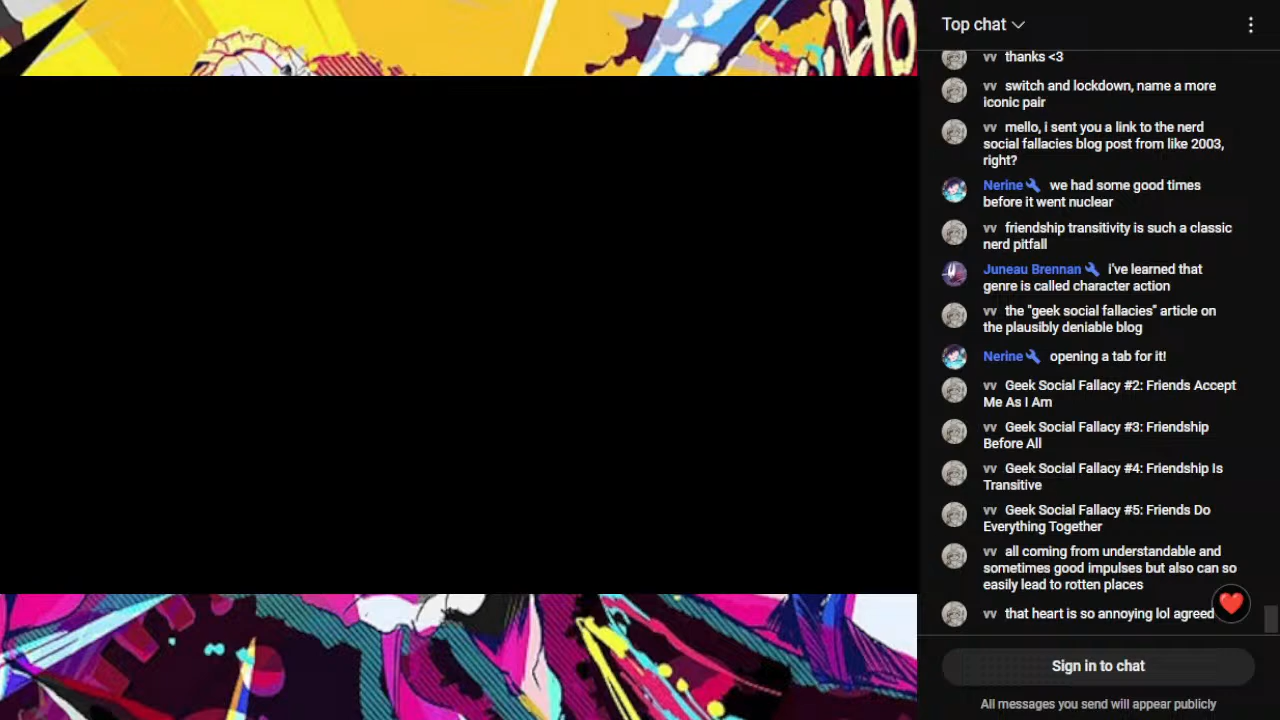 Top chat
vv thanks <3
vv switch and lockdown, name a more
iconic pair
vv mello, i sent you a link to the nerd
social fallacies blog post from like 2003,
right?
Nerine we had some good times
before it went nuclear
vv friendship transitivity is such a classic
nerd pitfall
Juneau Brennan i've learned that
genre is called character action
vv the "geek social fallacies" article on
the plausibly deniable blog
Nerine opening a tab for it!
vv Geek Social Fallacy #2: Friends Accept
Me As I Am
vv Geek Social Fallacy #3: Friendship
Before All
vv Geek Social Fallacy #4: Friendship Is
Transitive
vv Geek Social Fallacy #5: Friends Do
Everything Together
vv all coming from understandable and
sometimes good impulses but also can so
easily lead to rotten places
vv that heart is so annoying lol agreed
Sign in to chat
All messages you send will appear publicly